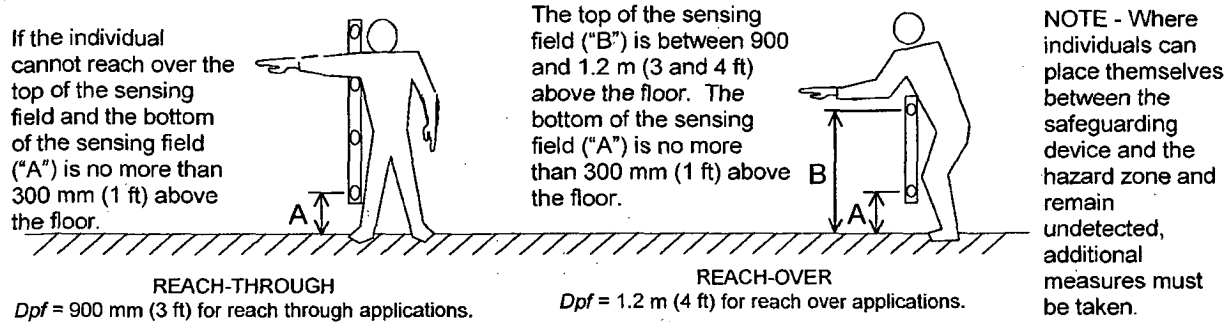 If the individual
cannot reach over the
top of the sensing
field and the bottom
of the sensing field
("A") is no more than
300 mm (1 ft) above
the floor.
A
REACH-THROUGH
Dpf = 900 mm (3 ft) for reach through applications.
The top of the sensing
field ("B") is between 900
and 1.2 m (3 and 4 ft)
above the floor. The
bottom of the sensing
field ("A") is no more
than 300 mm (1 ft) above
the floor.
B
A
REACH-OVER
Dpf = 1.2 m (4 ft) for reach over applications.
NOTE - Where
individuals can
place themselves
between the
safeguarding
device and the
hazard zone and
remain
undetected,
additional
measures must
be taken.